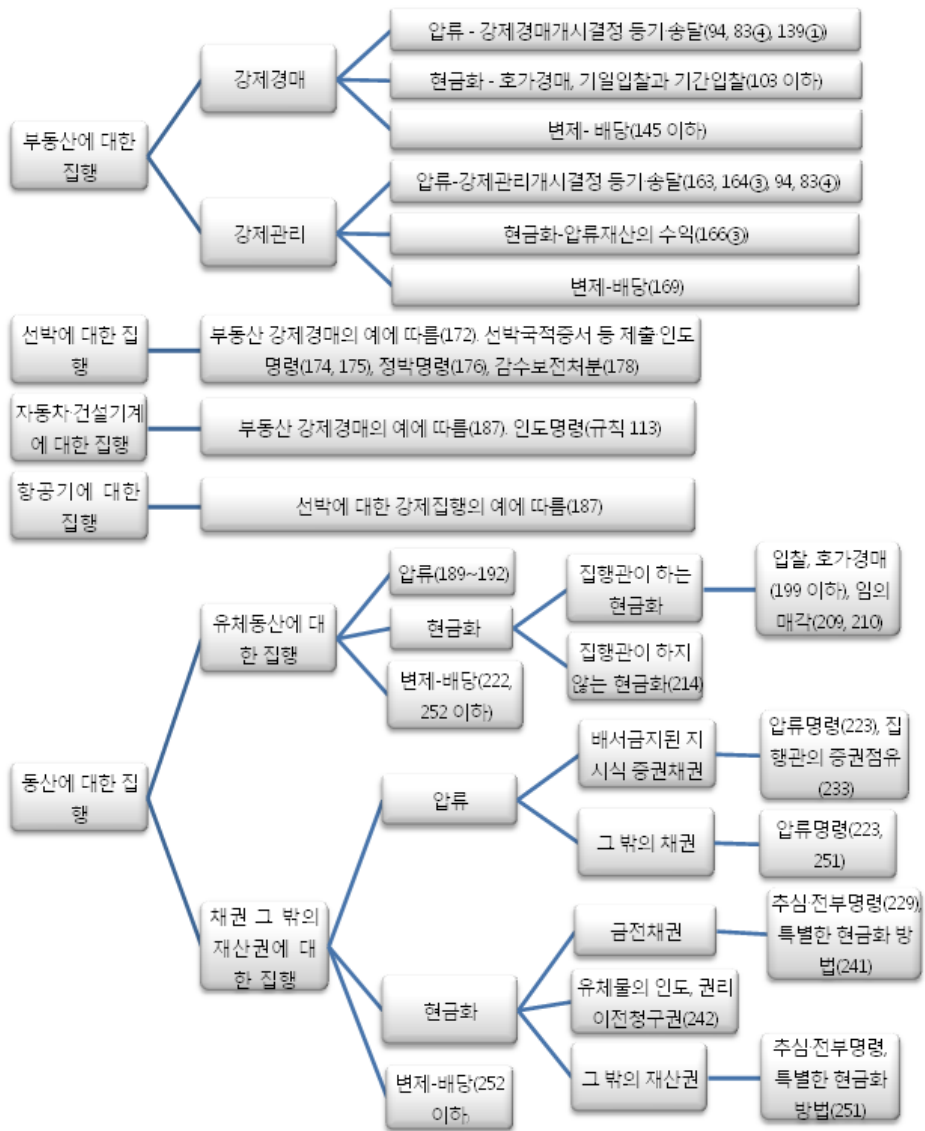 부동산에 대한
집행
강제경매
압류 - 강제경매개시결정 등기·송달(94, 83④, 139①)
현금화 - 호가경매, 기일입찰과 기간입찰(103 이하)
변제- 배당(145 이하)
강제관리
압류-강제관리개시결정 등기·송달(163, 164③, 94, 83④)
현금화-압류재산의 수익(166③)
변제-배당(169)
선박에 대한 집
행
부동산 강제경매의 예에 따름(172). 선박국적증서 등 제출 인도
명령(174, 175), 정박명령(176), 감수보전처분(178)
자동차·건설기계
에 대한 집행
부동산 강제경매의 예에 따름(187). 인도명령(규칙 113)
항공기에 대한
집행
선박에 대한 강제집행의 예에 따름(187)
동산에 대한 집
행
유체동산에 대
한 집행
압류(189~192)
현금화
집행관이 하는
현금화
입찰, 호가경매
(199 이하), 임의
매각(209, 210)
집행관이 하지
않는 현금화(214)
변제-배당(222,
252 이하)
채권 그 밖의
재산권에 대
한 집행
압류
배서금지된 지
시식 증권채권
압류명령(223), 집
행관의 증권점유
(233)
그 밖의 채권
압류명령(223,
251)
현금화
금전채권
추심·전부명령(229),
특별한 현금화 방
법(241)
유체물의 인도, 권리
이전청구권(242)
그 밖의 재산권
추심·전부명령,
특별한 현금화
방법(251)
변제-배당(252
이하)